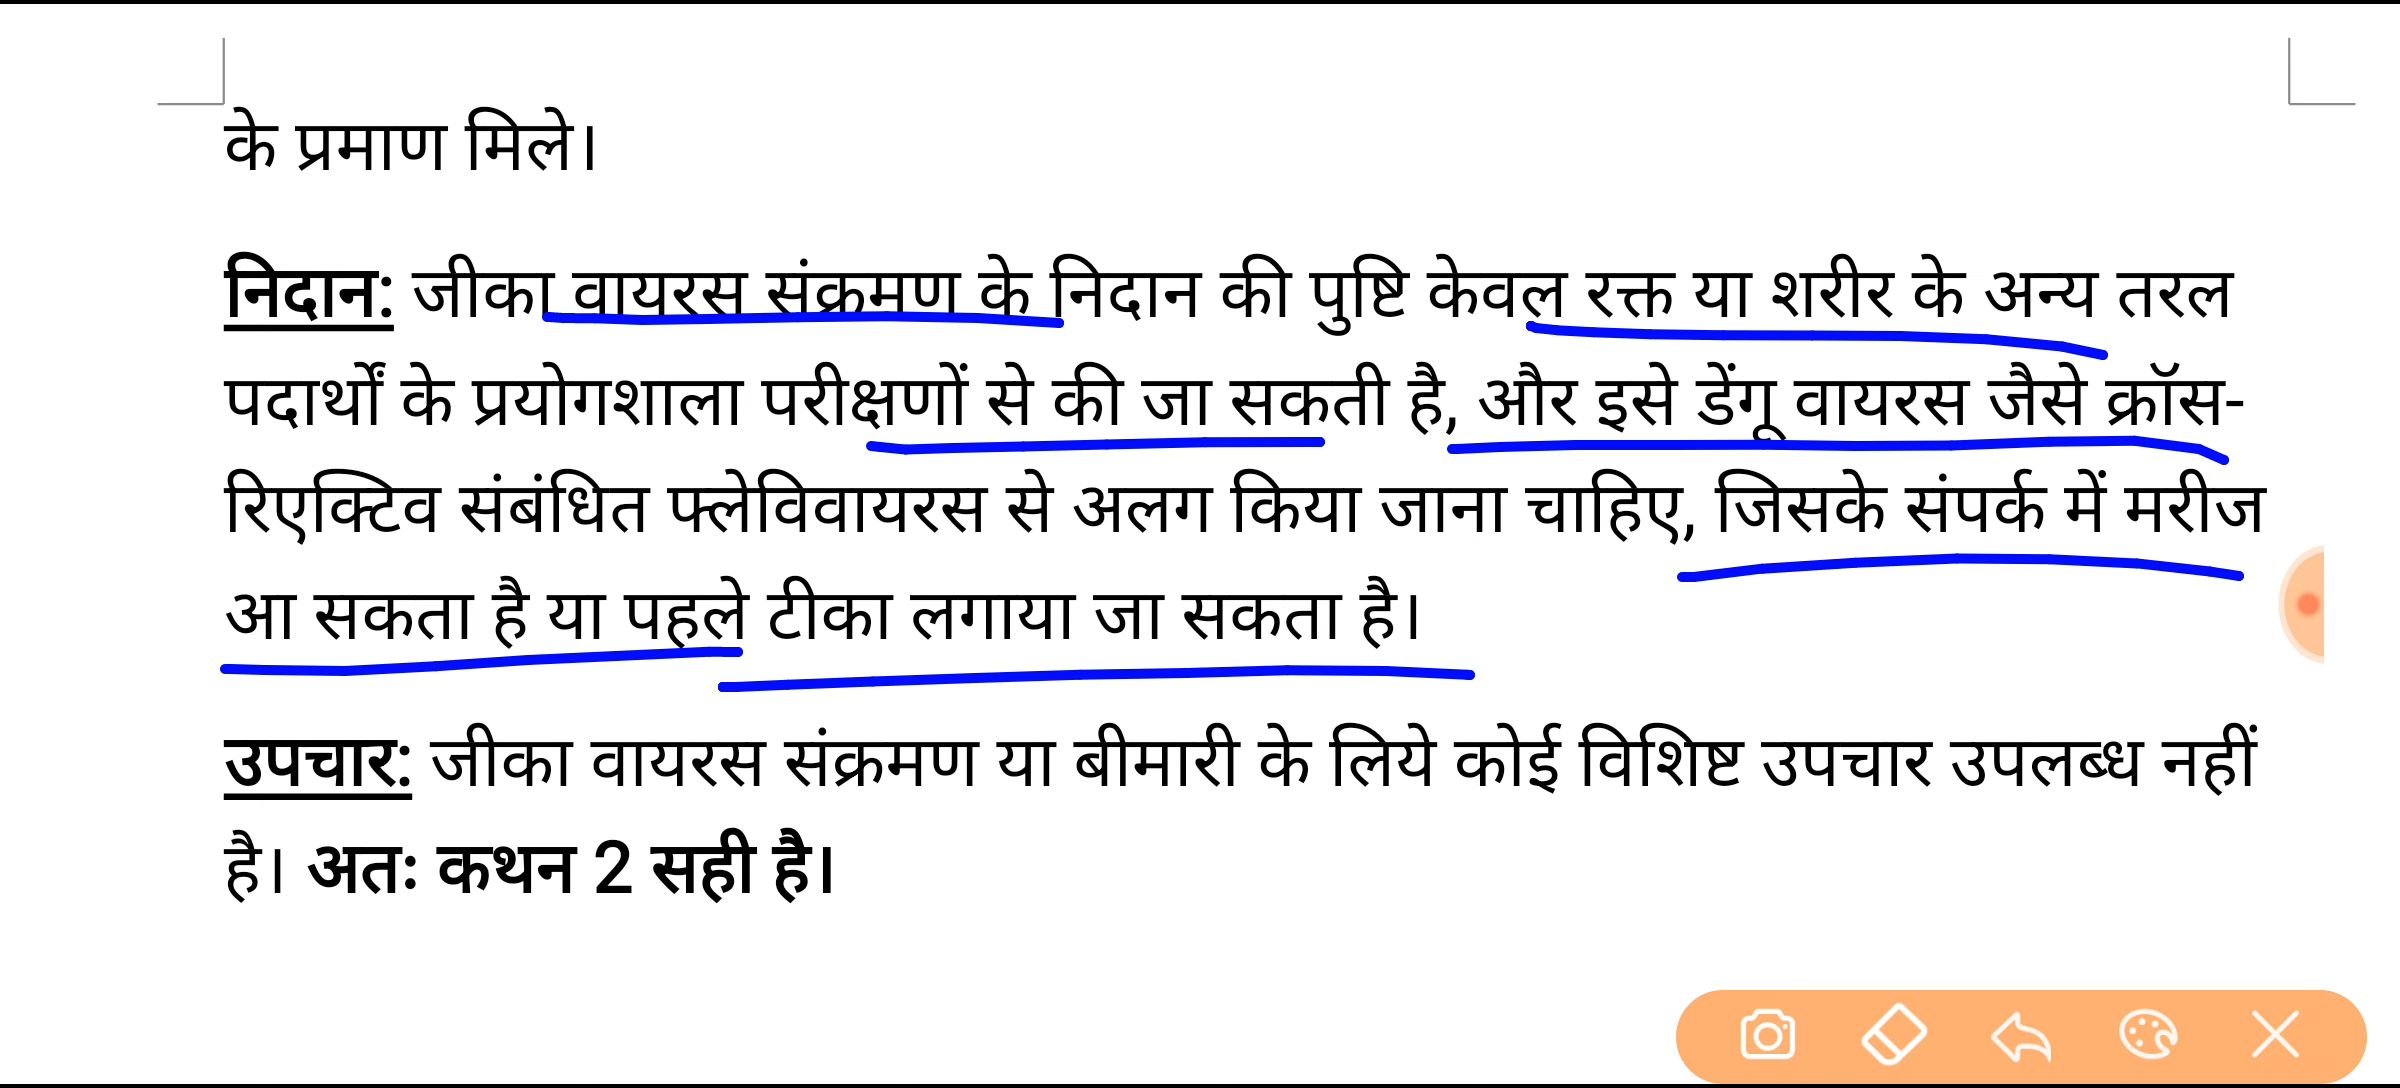 के प्रमाण मिले।
निदान: जीका वायरस संक्रमण के निदान की पुष्टि केवल रक्त या शरीर के अन्य तरल
पदार्थों के प्रयोगशाला परीक्षणों से की जा सकती है, और इसे डेंगू वायरस जैसे क्रॉस-
रिएक्टिव संबंधित फ्लेविवायरस से अलग किया जाना चाहिए, जिसके संपर्क में मरीज
आ सकता है या पहले टीका लगाया जा सकता है।
उपचार: जीका वायरस संक्रमण या बीमारी के लिये कोई विशिष्ट उपचार उपलब्ध नहीं
है। अतः कथन 2 सही है।